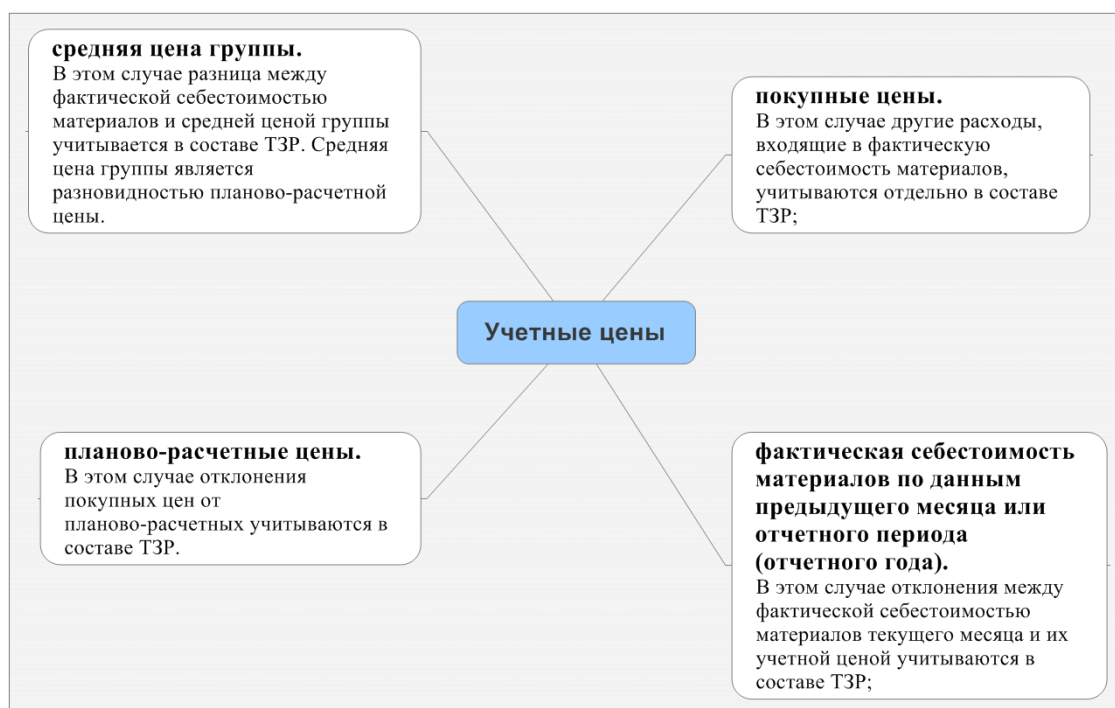 средняя цена группы.
В этом случае разница между
фактической себестоимостью
материалов и средней ценой группы
учитывается в составе ТЗР. Средняя
цена группы является
разновидностью планово-расчетной
цены.
покупные цены.
В этом случае другие расходы,
входящие в фактическую
себестоимость материалов,
учитываются отдельно в составе
ТЗР;
Учетные цены
планово-расчетные цены.
В этом случае отклонения
покупных цен от
планово-расчетных учитываются в
составе ТЗР.
фактическая себестоимость
материалов по данным
предыдущего месяца или
отчетного периода
(отчетного года).
В этом случае отклонения между
фактической себестоимостью
материалов текущего месяца и их
учетной ценой учитываются в
составе ТЗР;